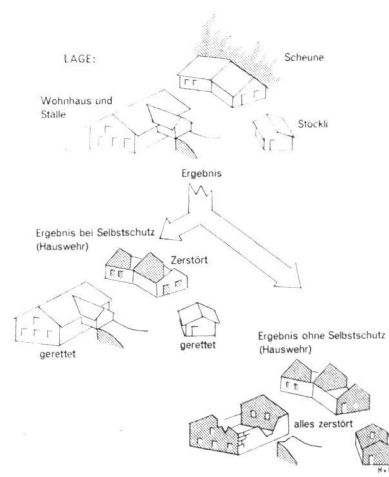 LAGE:
Scheune
Wohnhaus und
Ställe
Stöckli
Ergebnis
Ergebnis bei Selbstschutz
(Hauswehr)
Zerstört
gerettet
gerettet
Ergebnis ohne Selbstschutz
(Hauswehr)
alles zerstört